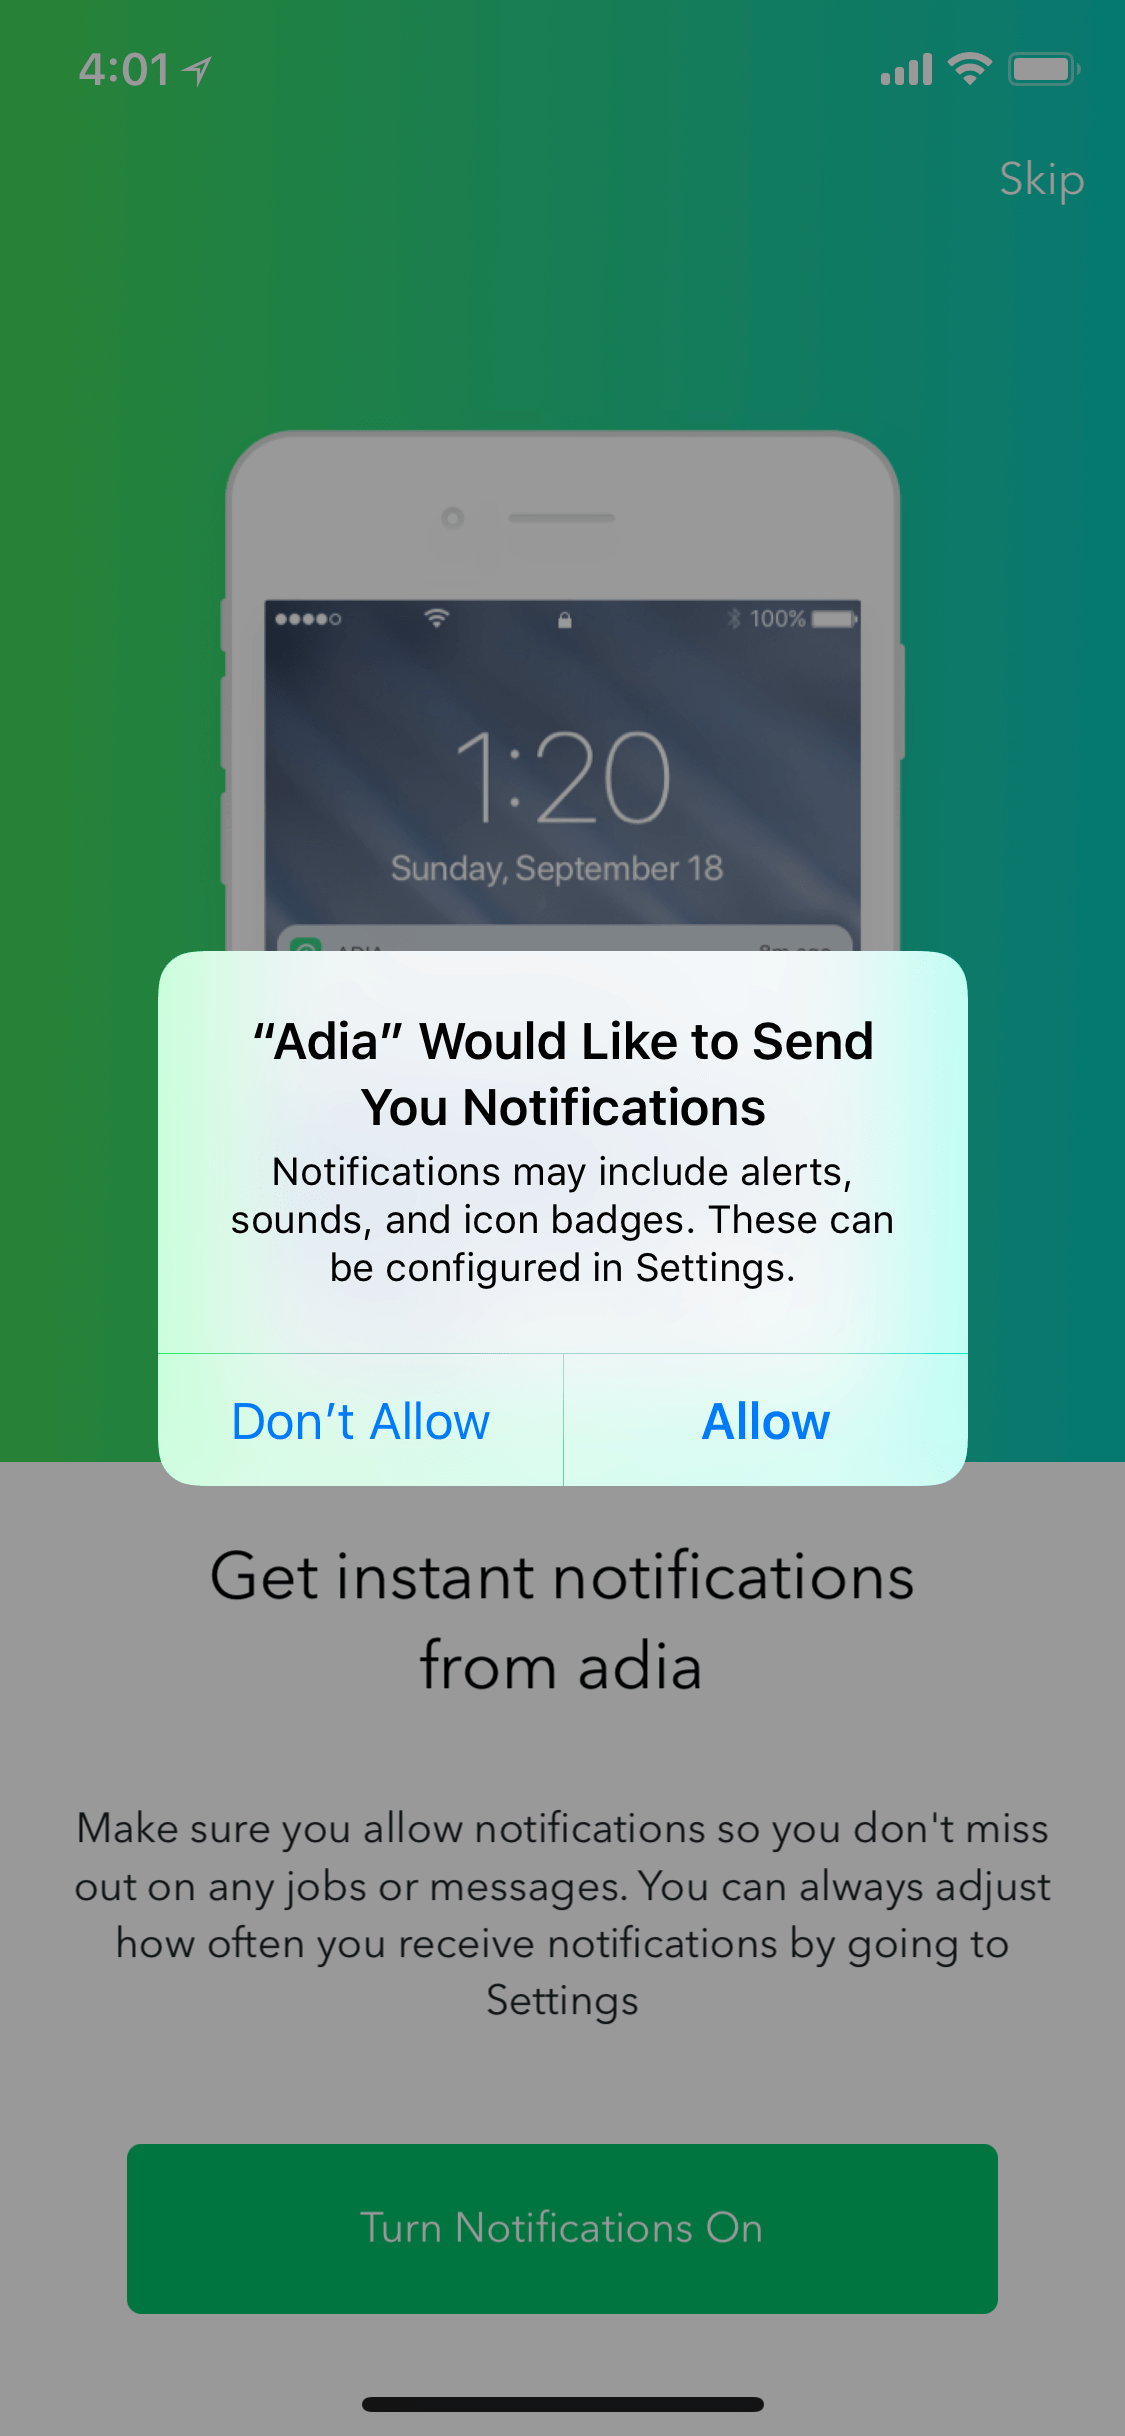 4:01
Skip
100%
1:20
Sunday, September 18
“Adia” Would Like to Send
You Notifications
Notifications may include alerts,
sounds, and icon badges. These can
be configured in Settings.
Don’t Allow
Allow
Get instant notifications
from adia
Make sure you allow notifications so you don't miss
out on any jobs or messages. You can always adjust
how often you receive notifications by going to
Settings
Turn Notifications On